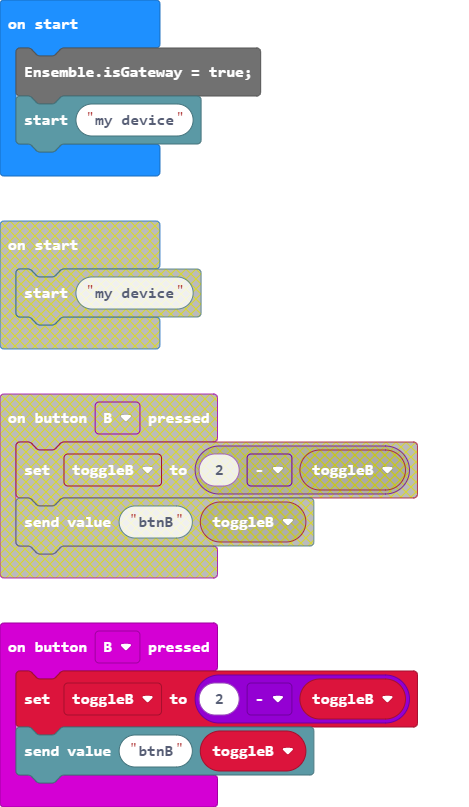 on start
Ensemble.isGateway = true;
start "my device"
on start
start "my device"
on button B pressed
set toggleB to 2 - toggleB
send value "btnB" toggleB
on button B pressed
set toggleB to 2 - toggleB
send value "btnB" toggleB